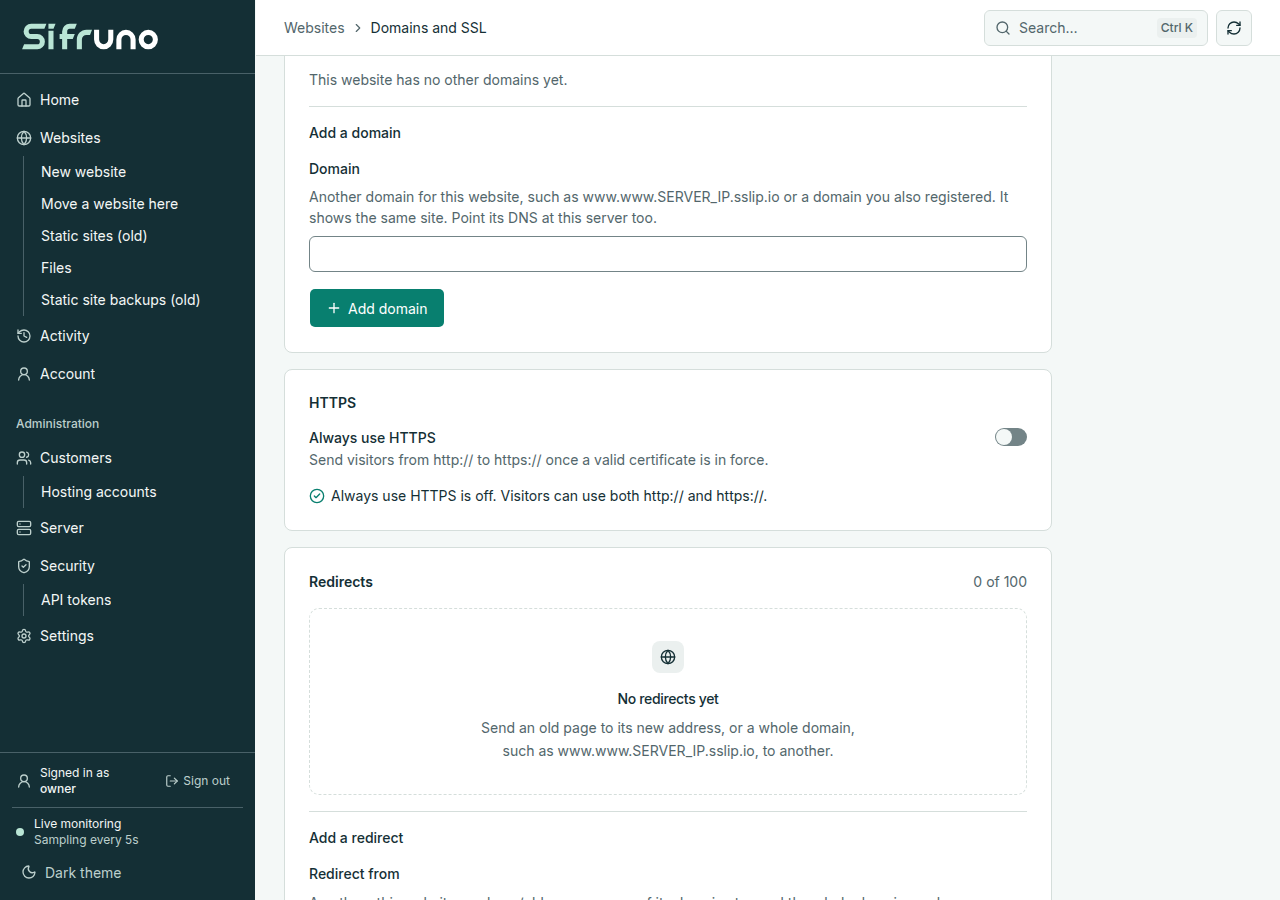 Sifruno
Websites > Domains and SSL
Search...
Ctrl K
Home
Websites
New website
Move a website here
Static sites (old)
Files
Static site backups (old)
Activity
Account
Administration
Customers
Hosting accounts
Server
Security
API tokens
Settings
Signed in as
owner
Sign out
Live monitoring
Sampling every 5s
Dark theme
This website has no other domains yet.
Add a domain
Domain
Another domain for this website, such as www.www.SERVER_IP.sslip.io or a domain you also registered. It
shows the same site. Point its DNS at this server too.
Add domain
HTTPS
Always use HTTPS
Send visitors from http:// to https:// once a valid certificate is in force.
Always use HTTPS is off. Visitors can use both http:// and https://.
Redirects
0 of 100
No redirects yet
Send an old page to its new address, or a whole domain,
such as www.www.SERVER_IP.sslip.io, to another.
Add a redirect
Redirect from